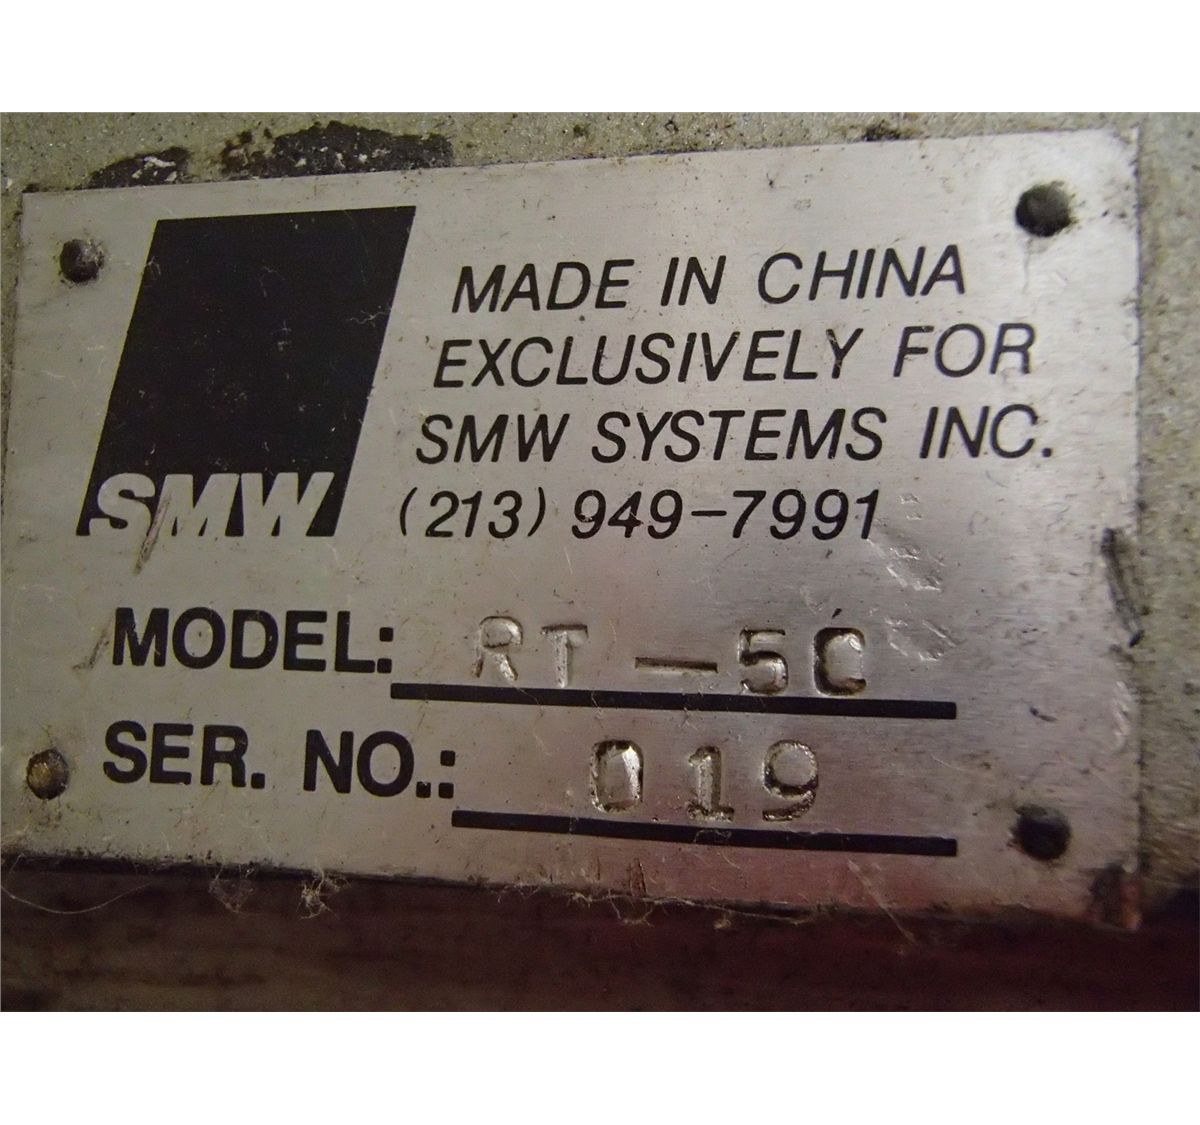 SMW
MADE IN CHINA
EXCLUSIVELY FOR
SMW SYSTEMS INC.
(213) 949-7991
MODEL: RT-5C
SER. NO.: 019